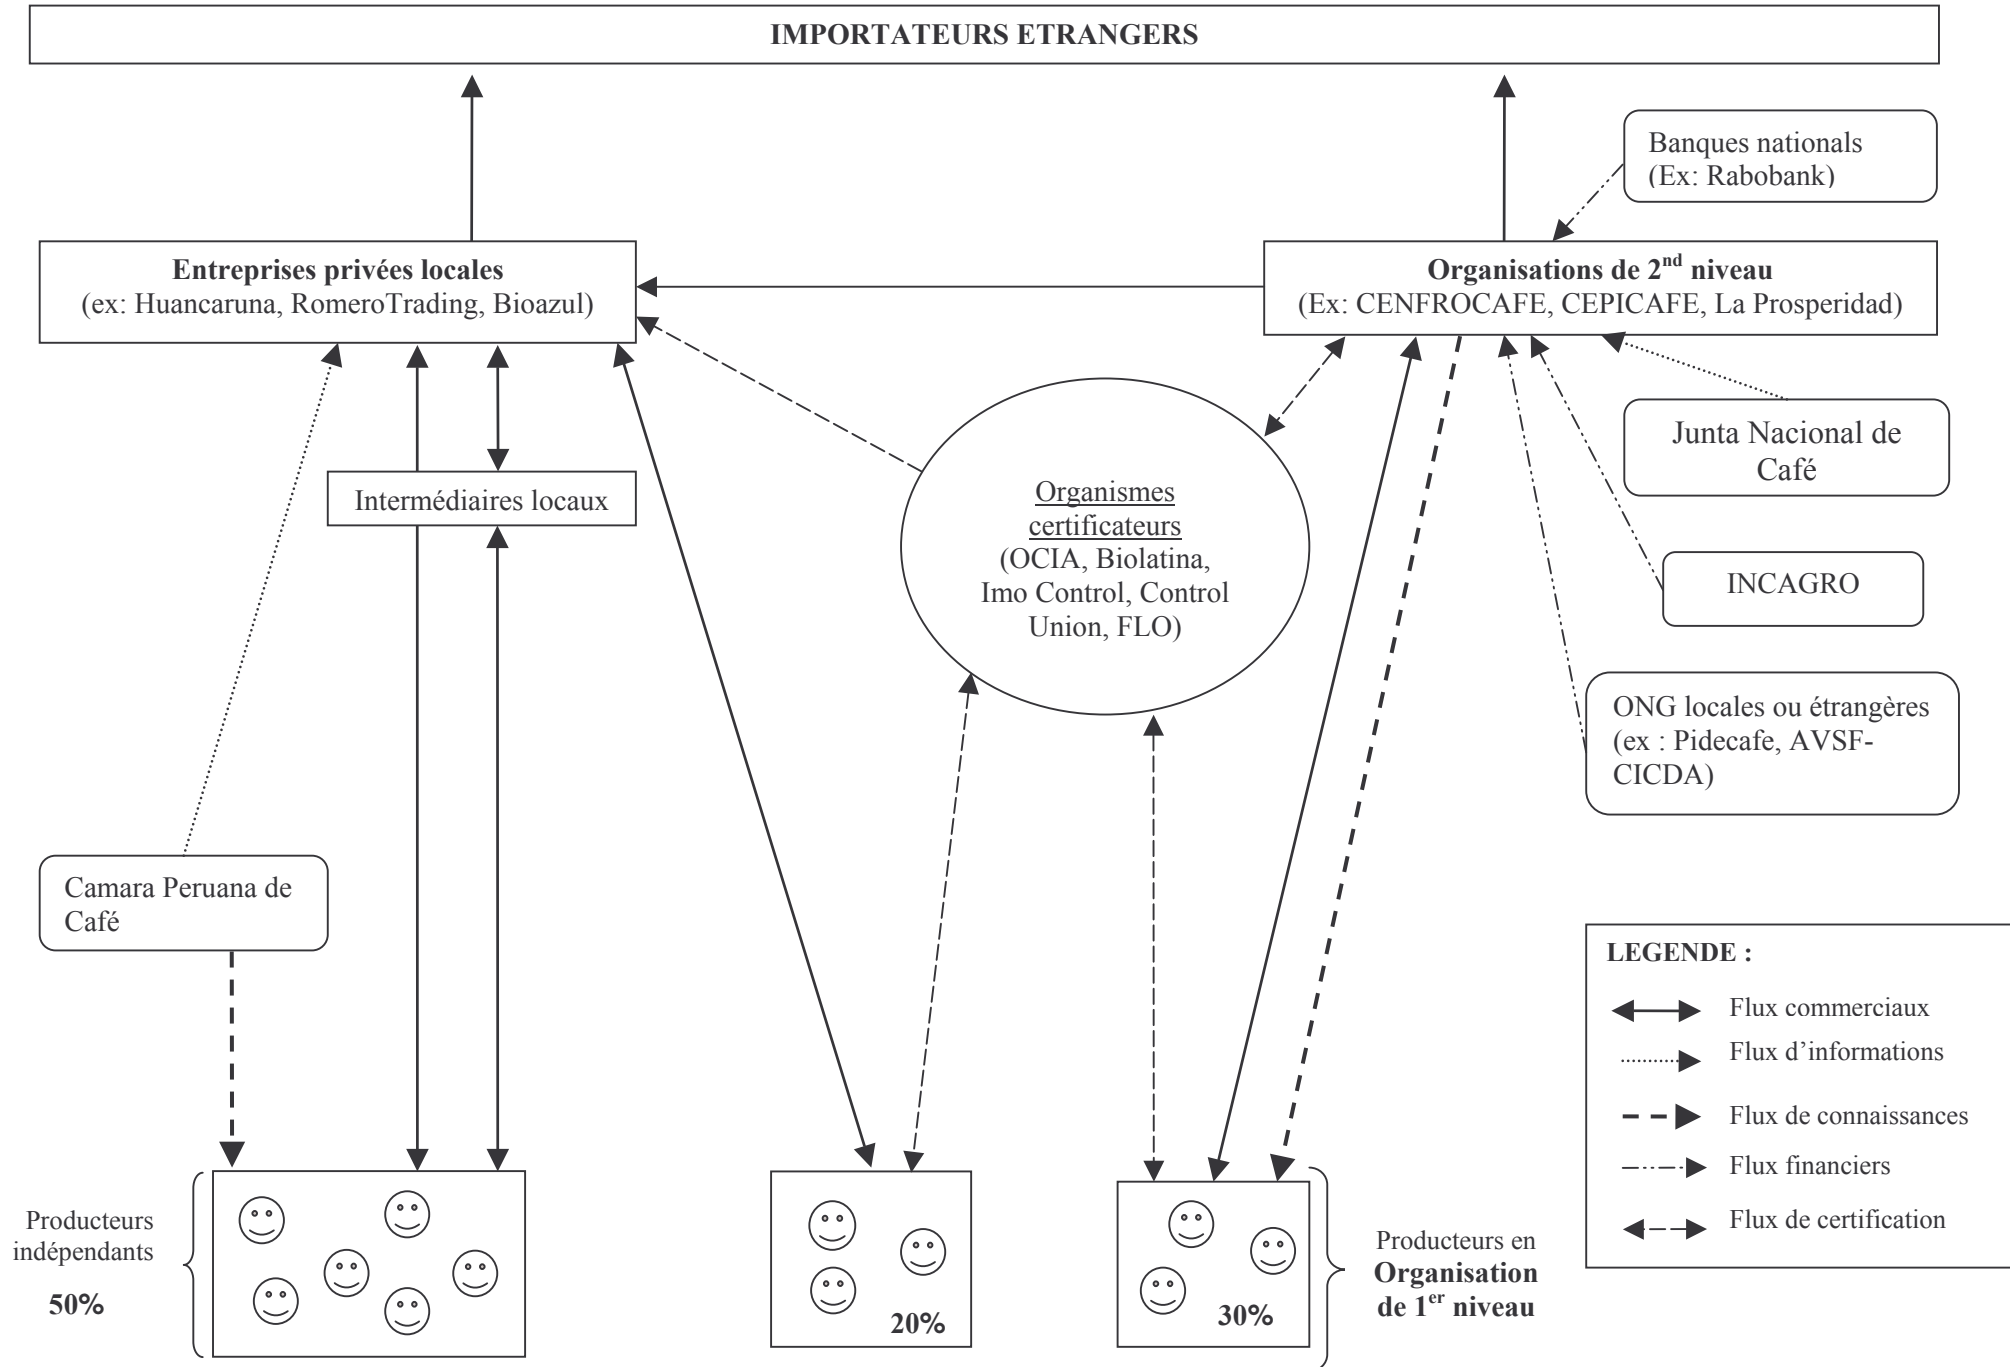 IMPORTATEURS ETRANGERS
Banques nationals
(Ex: Rabobank)
Entreprises privées locales
(ex: Huancaruna, RomeroTrading, Bioazul)
Organisations de 2nd niveau
(Ex: CENFROCAFE, CEPICAFE, La Prosperidad)
Junta Nacional de
Café
Intermédiaires locaux
Organismes
certificateurs
(OCIA, Biolatina,
Imo Control, Control
Union, FLO)
INCAGRO
ONG locales ou étrangères
(ex : Pidecafe, AVSF-
CICDA)
Camara Peruana de
Café
LEGENDE :
Flux commerciaux
Flux d’informations
Flux de connaissances
Flux financiers
Flux de certification
Producteurs
indépendants
50%
20%
30%
Producteurs en
Organisation
de 1er niveau